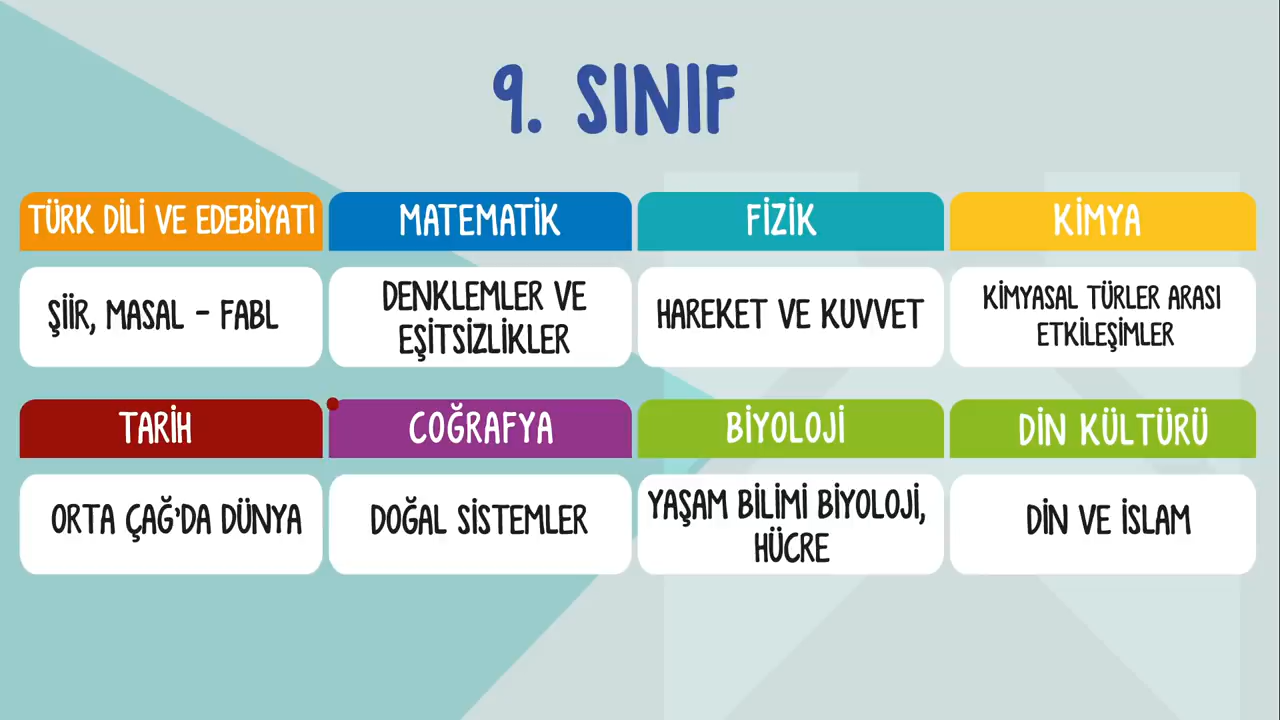 9. SINIF
TÜRK DİLİ VE EDEBİYATI
MATEMATİK
FİZİK
KİMYA
ŞİİR, MASAL - FABL
DENKLEMLER VE
EŞİTSİZLİKLER
HAREKET VE KUVVET
KİMYASAL TÜRLER ARASI
ETKİLEŞİMLER
TARİH
COĞRAFYA
BİYOLOJİ
DİN KÜLTÜRÜ
ORTA ÇAĞ'DA DÜNYA
DOĞAL SİSTEMLER
YAŞAM BİLİMİ BİYOLOJİ,
HÜCRE
DİN VE İSLAM